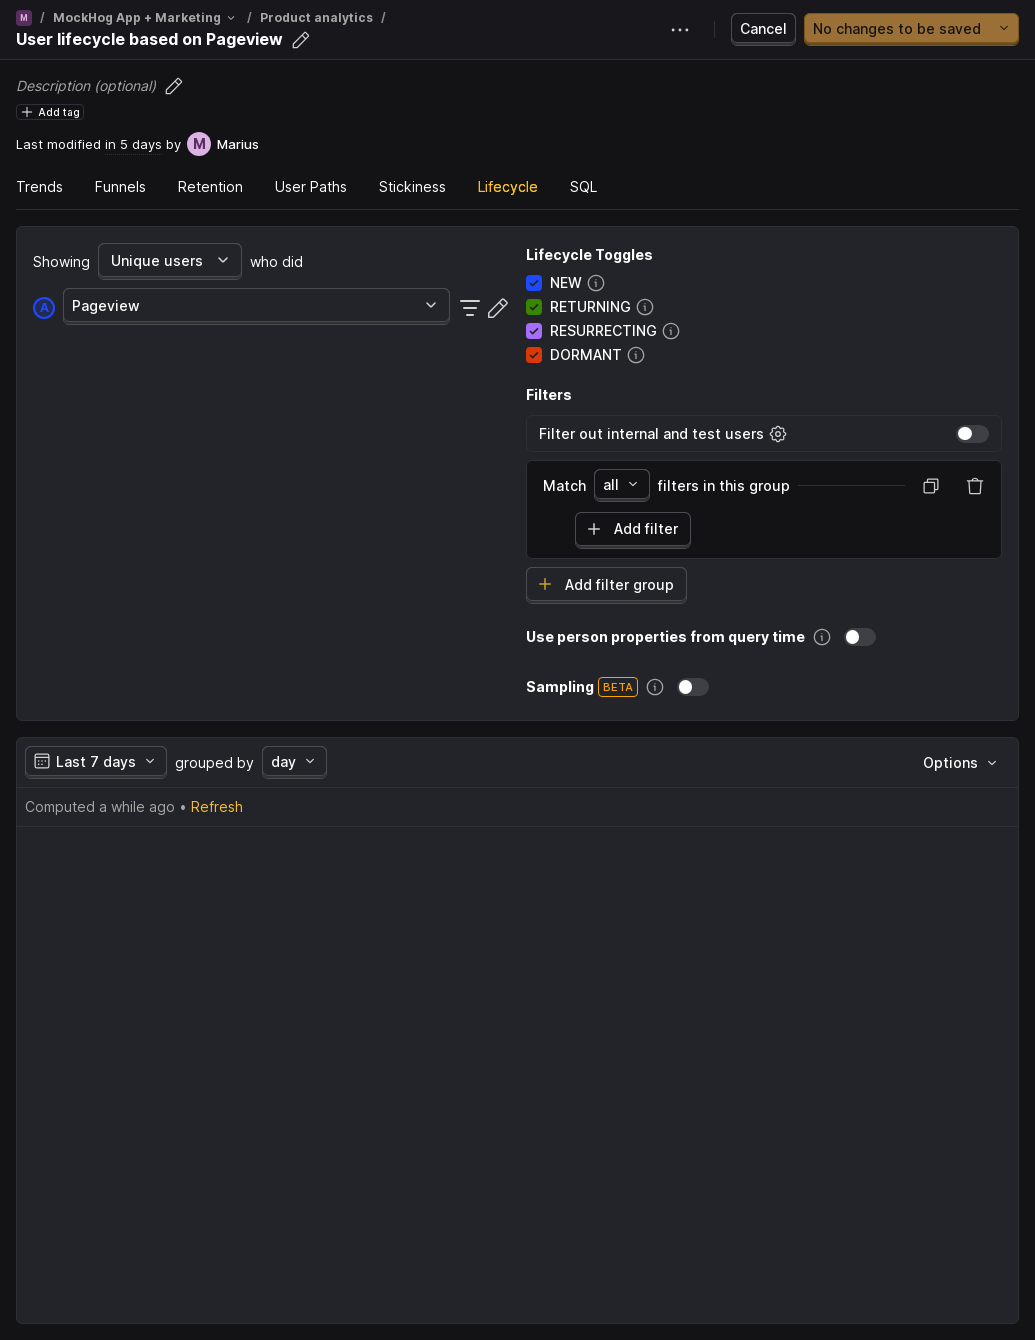 M / MockHog App + Marketing / Product analytics /
User lifecycle based on Pageview
Cancel
No changes to be saved
Description (optional)
Add tag
Last modified in 5 days by M Marius
Trends Funnels Retention User Paths Stickiness Lifecycle SQL
Showing Unique users who did
A Pageview
Lifecycle Toggles
NEW
RETURNING
RESURRECTING
DORMANT
Filters
Filter out internal and test users
Match all filters in this group
Add filter
Add filter group
Use person properties from query time
Sampling BETA
Last 7 days grouped by day Options
Computed a while ago • Refresh